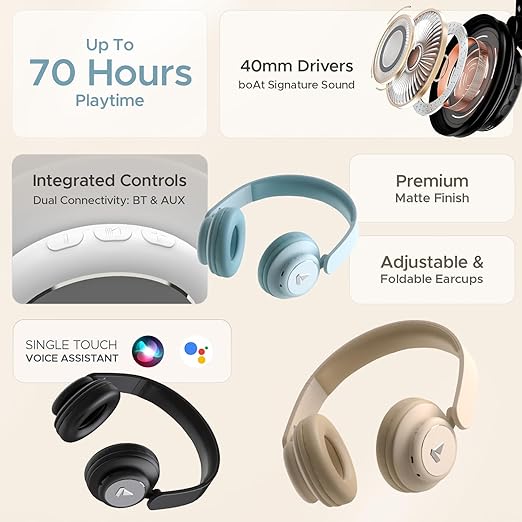 Up To
70 Hours
Playtime
40mm Drivers
boAt Signature Sound
Integrated Controls
Dual Connectivity: BT & AUX
Premium
Matte Finish
Adjustable &
Foldable Earcups
SINGLE TOUCH
VOICE ASSISTANT